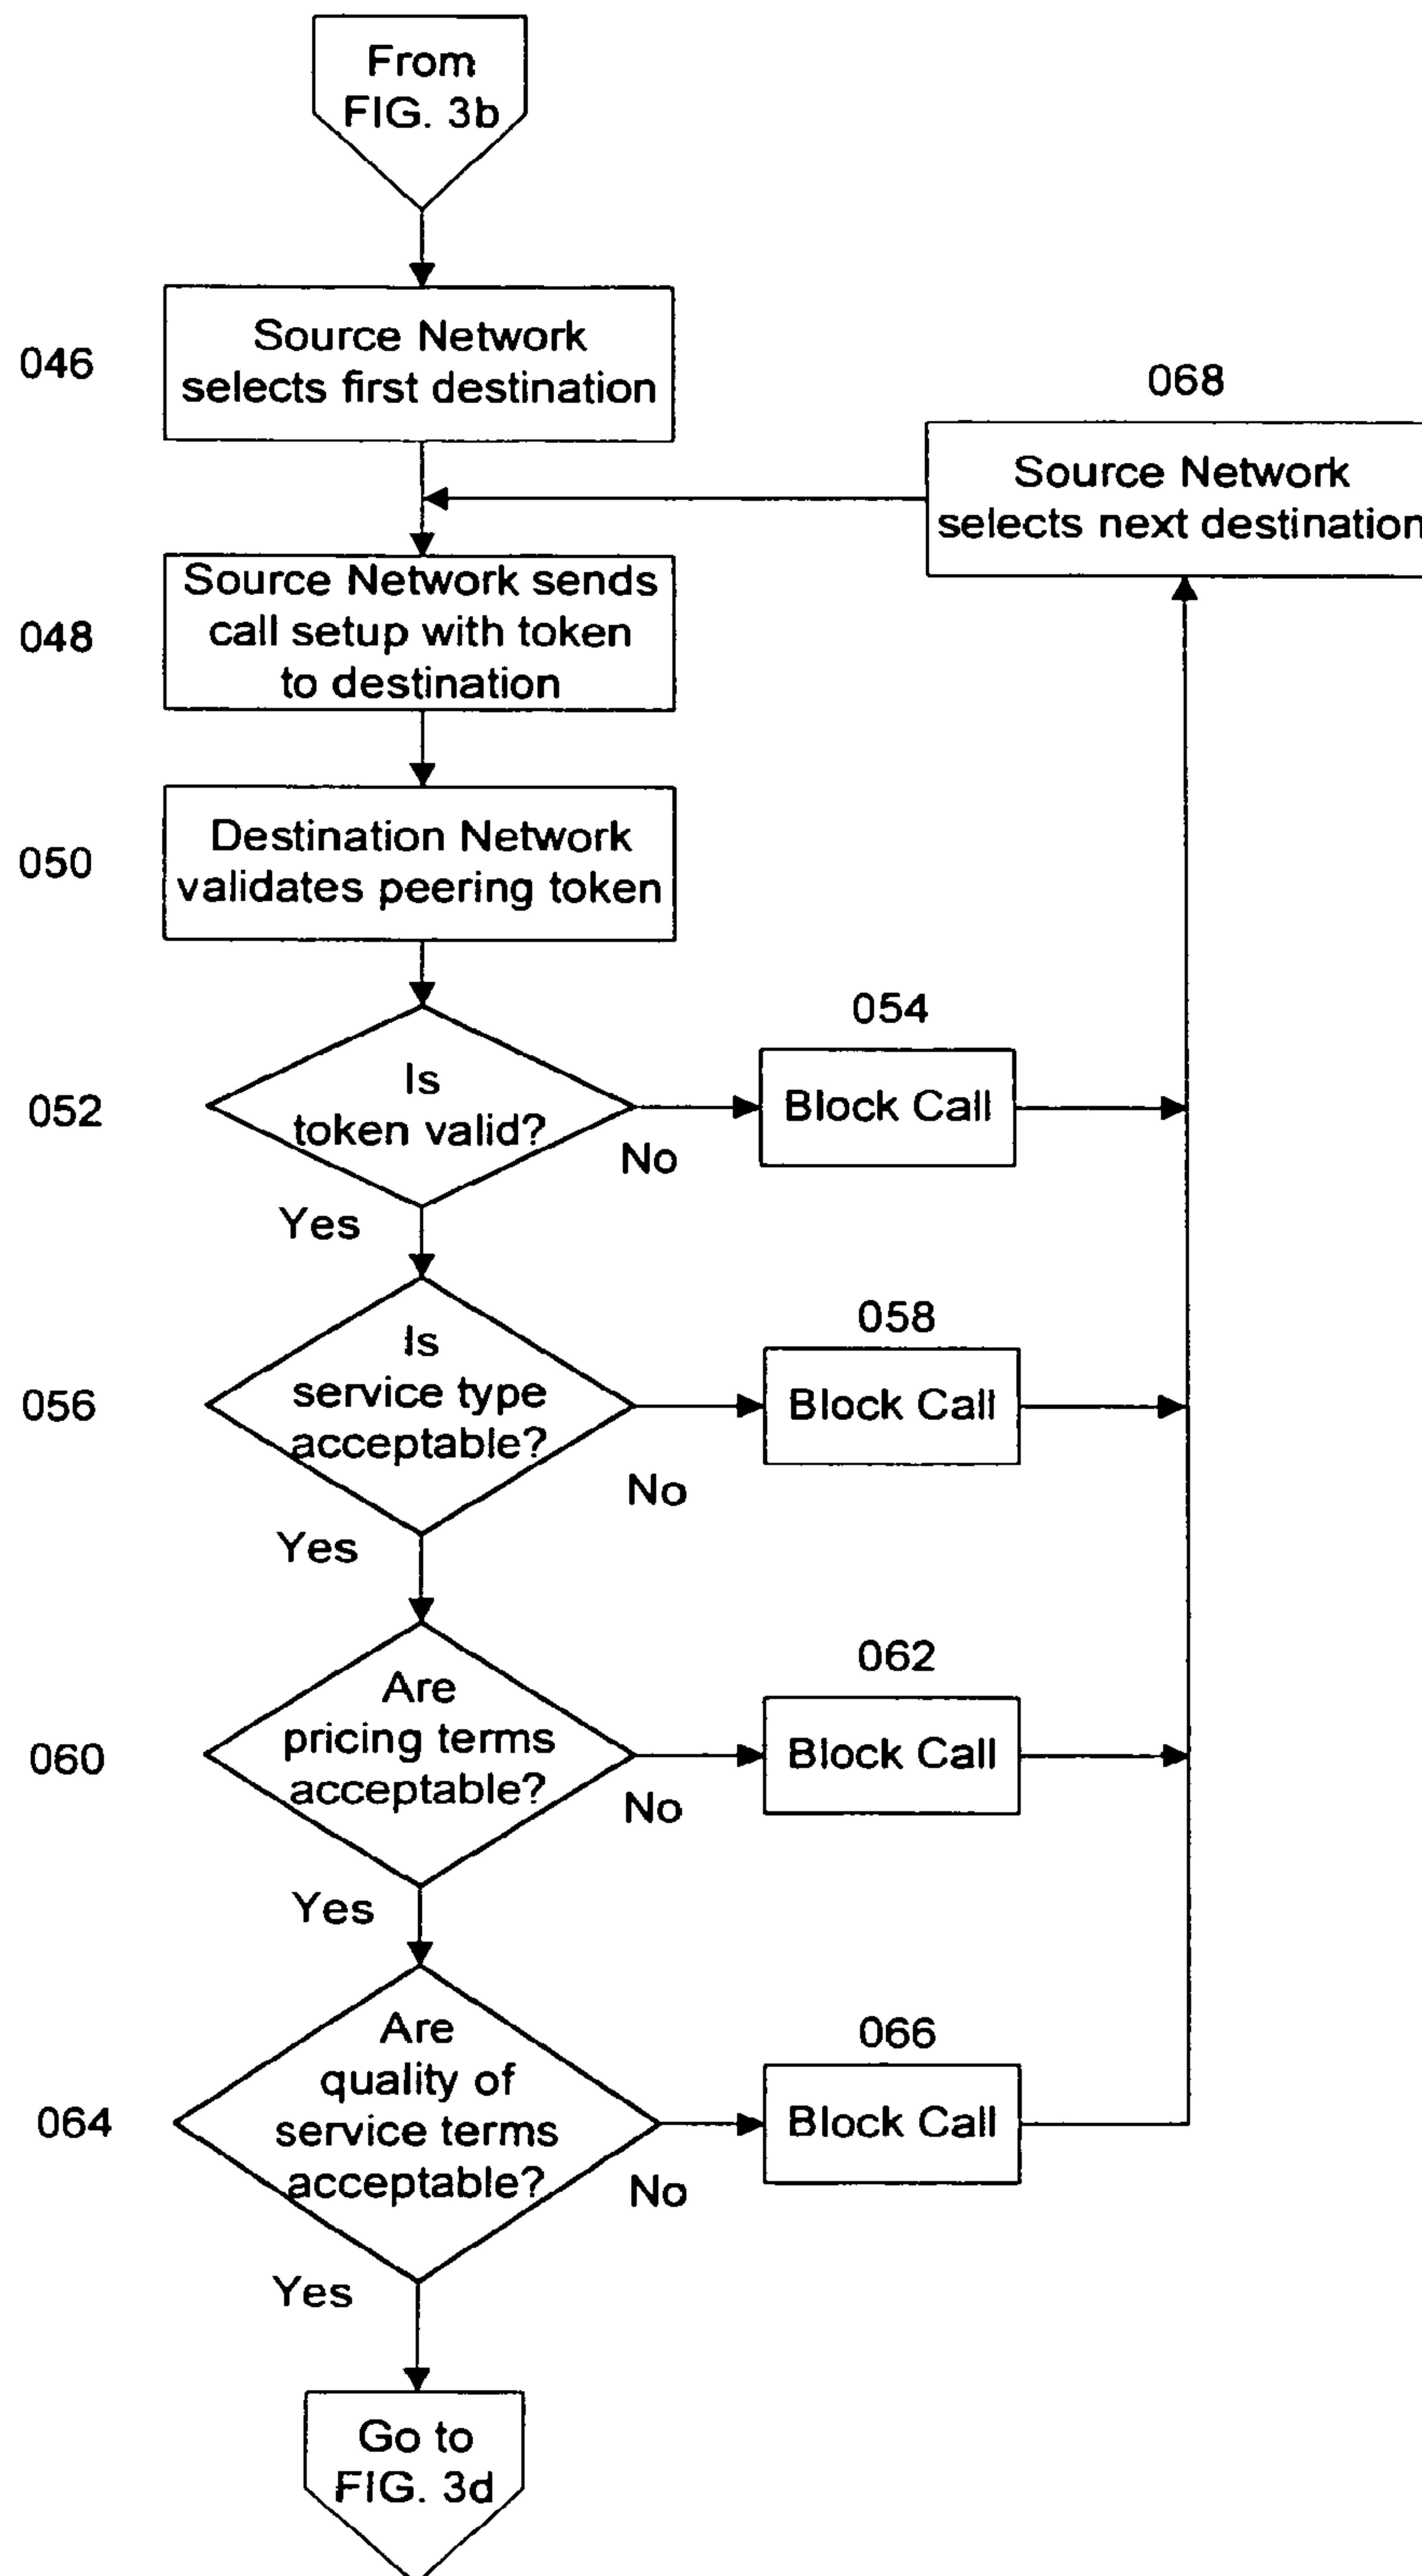 From
FIG. 3b
046
Source Network
selects first destination
068
Source Network
selects next destination
048
Source Network sends
call setup with token
to destination
050
Destination Network
validates peering token
052
Is
token valid?
No
054
Block Call
Yes
056
Is
service type
acceptable?
No
058
Block Call
Yes
060
Are
pricing terms
acceptable?
No
062
Block Call
Yes
064
Are
quality of
service terms
acceptable?
No
066
Block Call
Yes
Go to
FIG. 3d